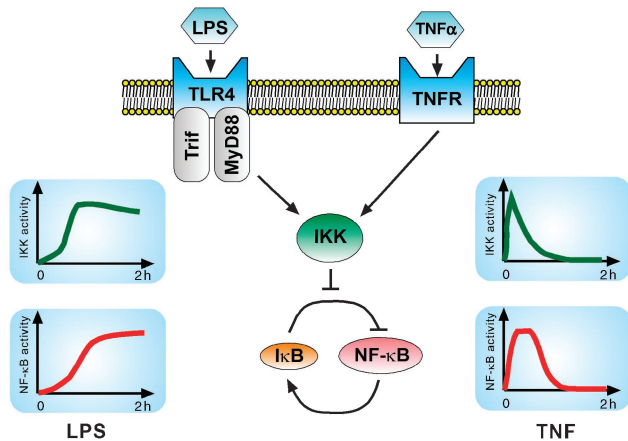 LPS
TNFα
TLR4
TNFR
Trif
MyD88
IKK activity
0
2h
IKK
IKK activity
0
2h
NF-κB activity
0
2h
IκB
NF-κB
NF-κB activity
0
2h
LPS
TNF